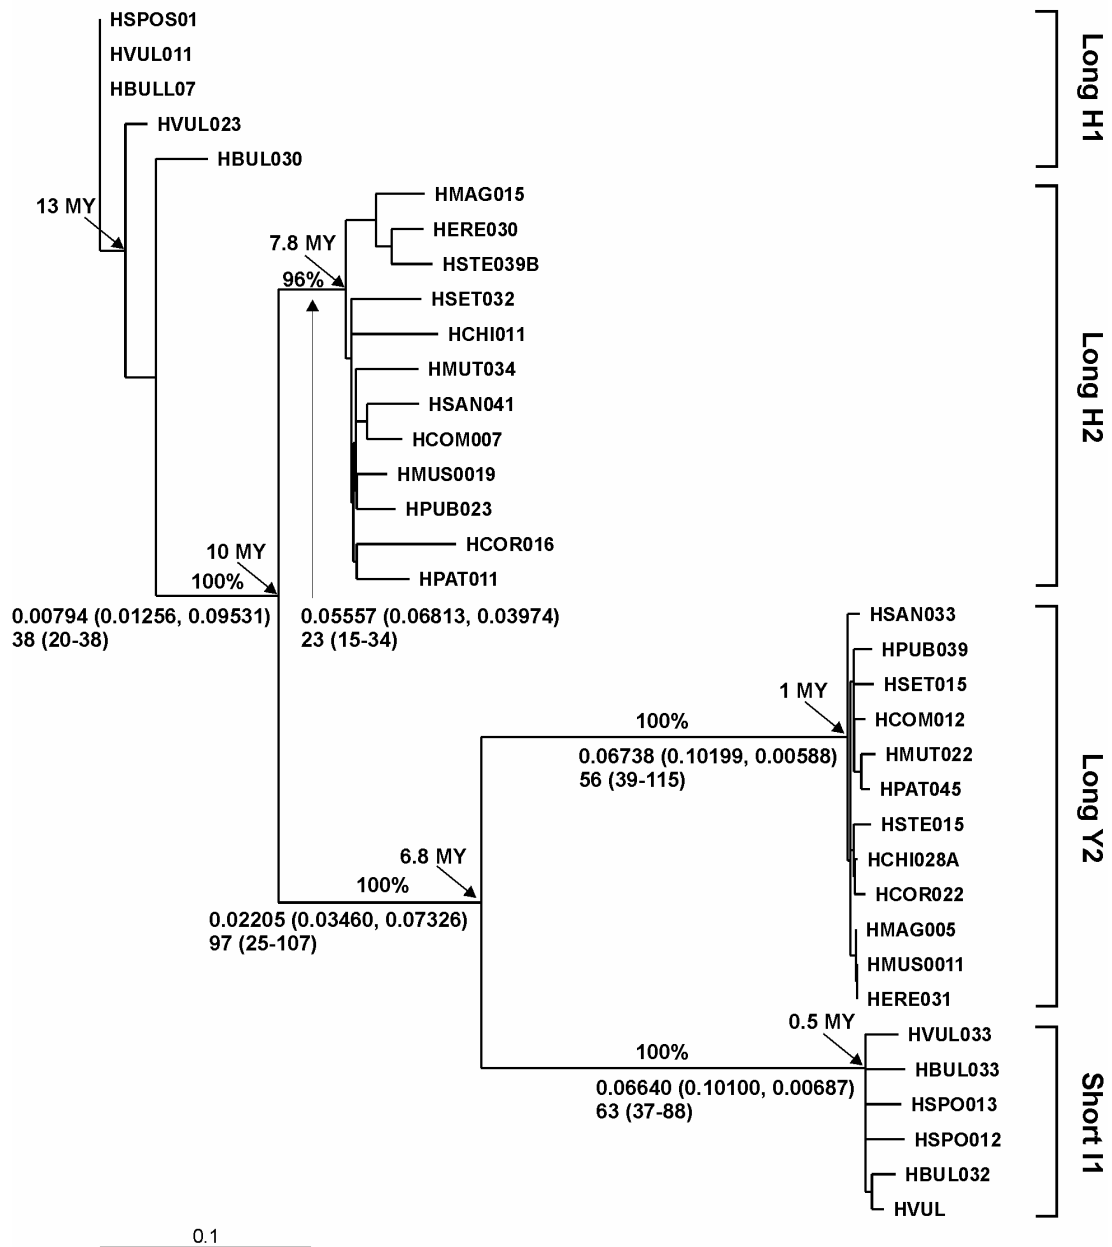 HSPOS01
HVUL011
HBULL07
HVUL023
HBUL030
Long H1
13 MY
HMAG015
HERE030
7.8 MY
HSTE039B
96%
HSET032
HCHI011
HMUT034
Long H2
HSAN041
HCOM007
HMUS0019
HPUB023
HCOR016
10 MY
HPAT011
100%
0.00794 (0.01256, 0.09531)
38 (20-38)
0.05557 (0.06813, 0.03974)
23 (15-34)
HSAN033
HPUB039
HSET015
1 MY
HCOM012
100%
0.06738 (0.10199, 0.00588)
56 (39-115)
HMUT022
HPAT045
Long Y2
HSTE015
6.8 MY
HCHI028A
100%
HCOR022
0.02205 (0.03460, 0.07326)
97 (25-107)
HMAG005
HMUS0011
HERE031
0.5 MY
HVUL033
100%
HBUL033
0.06640 (0.10100, 0.00687)
63 (37-88)
HSPO013
Short I1
HSPO012
HBUL032
HVUL
0.1